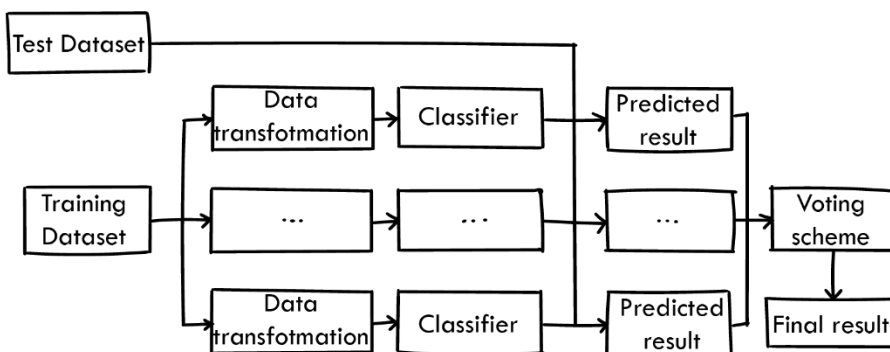 Test Dataset
Data
transfotmation
Classifier
Predicted
result
Training
Dataset
...
...
...
Voting
scheme
Data
transfotmation
Classifier
Predicted
result
Final result